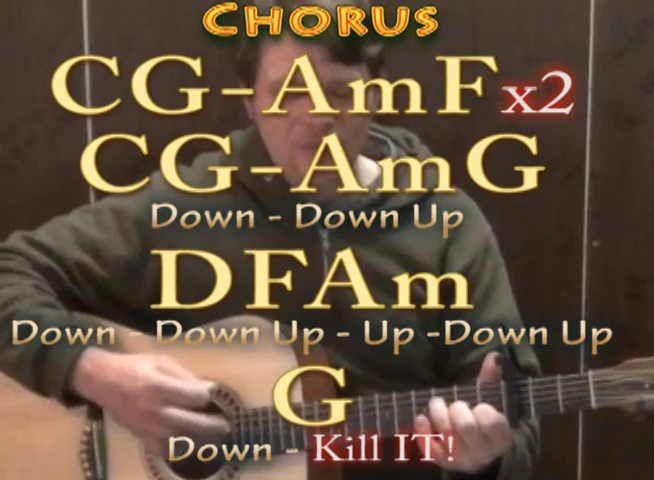 CHORUS
CG-AmF x2
CG-AmG
Down - Down Up
DFAm
Down - Down Up - Up -Down Up
G
Down - Kill IT!